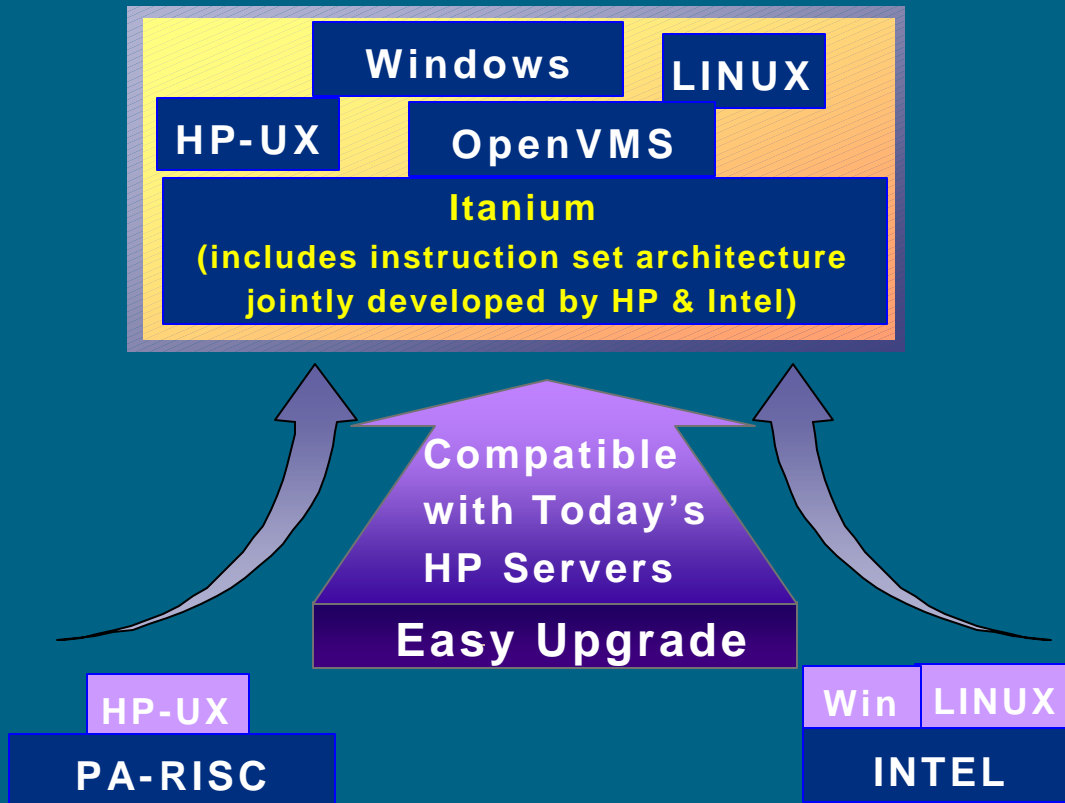 Windows
LINUX
HP-UX
OpenVMS
Itanium
(includes instruction set architecture
jointly developed by HP & Intel)
Compatible
with Today’s
HP Servers
Easy Upgrade
HP-UX
PA-RISC
Win
LINUX
INTEL